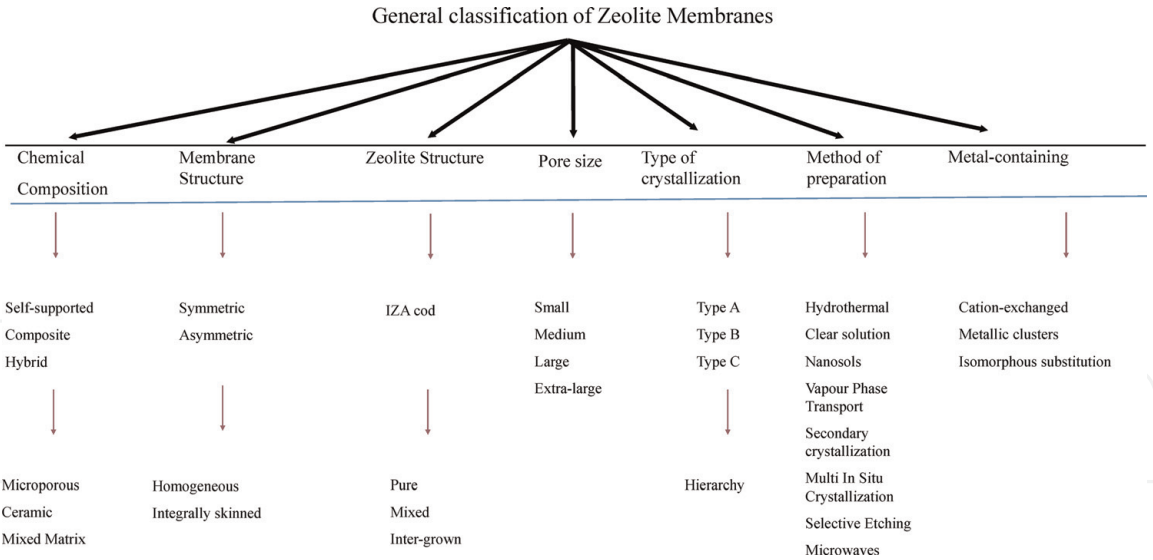 General classification of Zeolite Membranes
Chemical
Composition
Membrane
Structure
Zeolite Structure
Pore size
Type of
crystallization
Method of
preparation
Metal-containing
Self-supported
Composite
Hybrid
Symmetric
Asymmetric
IZA cod
Small
Medium
Large
Extra-large
Type A
Type B
Type C
Hydrothermal
Clear solution
Nanosols
Vapour Phase
Transport
Secondary
crystallization
Multi In Situ
Crystallization
Selective Etching
Microwaves
Cation-exchanged
Metallic clusters
Isomorphous substitution
Microporous
Ceramic
Mixed Matrix
Homogeneous
Integrally skinned
Pure
Mixed
Inter-grown
Hierarchy